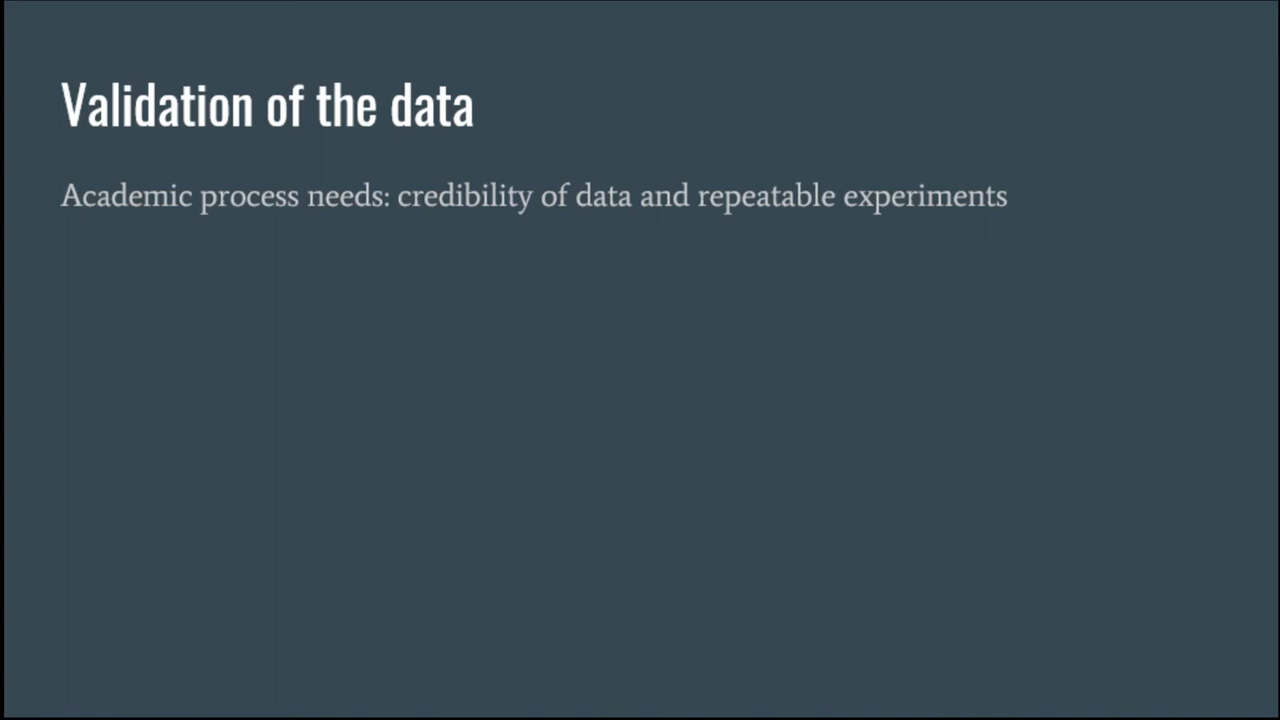 Validation of the data
Academic process needs: credibility of data and repeatable experiments